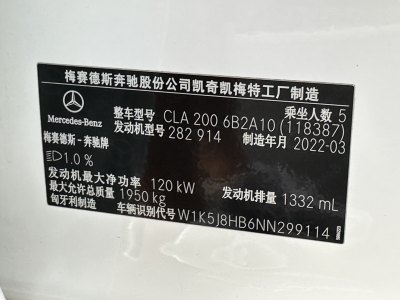 梅赛德斯奔驰股份公司凯奇凯梅特工厂制造
Mercedes-Benz
整车型号 CLA 200 6B2A10 (118387) 乘坐人数 5
发动机型号 282 914 制造年月 2022-03
梅赛德斯-奔驰牌
1.0 %
发动机最大净功率 120 kW 发动机排量 1332 mL
最大允许总质量 1950 kg
匈牙利制造 车辆识别代号 W1K5J8HB6NN299114